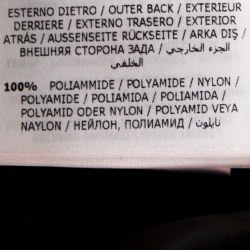 ESTERNO DIETRO / OUTER BACK / EXTERIEUR
DERRIERE / EXTERNO TRASERO / EXTERIOR
ATRÁS / AUSSENSEITE RÜCKSEITE / ARKA DIŞ /
ВНЕШНЯЯ СТОРОНА ЗАДА / الجزء الخارجي
الخلفي
100% POLIAMMIDE / POLYAMIDE / NYLON /
POLYAMIDE / POLIAMIDA / POLIAMIDA /
POLYAMID ODER NYLON / POLYAMID VEYA
NAYLON / НЕЙЛОН, ПОЛИАМИД / نايلون